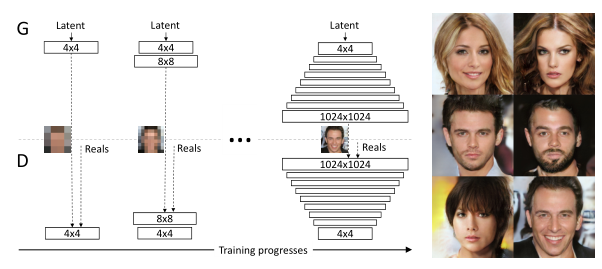 G
Latent
Latent
Latent
4x4
4x4
4x4
8x8
1024x1024
Reals
Reals
Reals
D
1024x1024
8x8
4x4
4x4
4x4
Training progresses